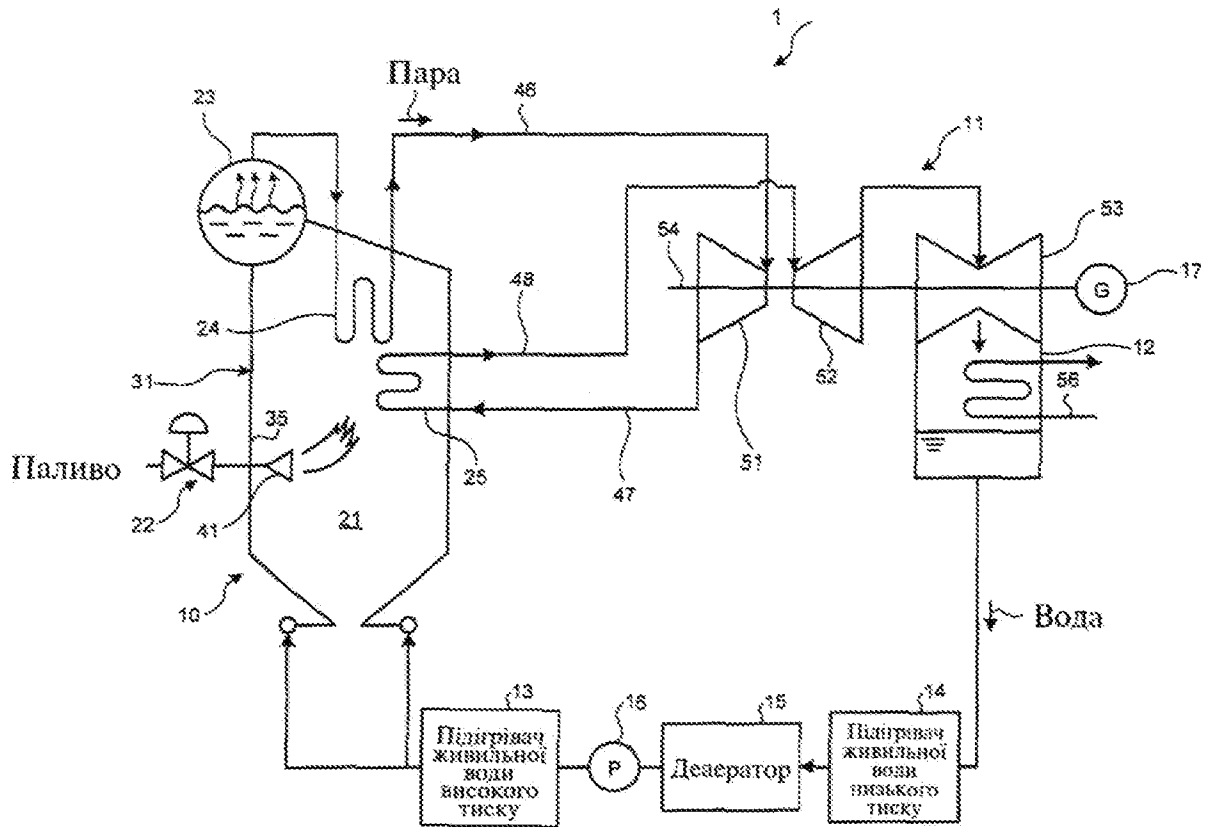 1
Пара
23
46
11
53
54
17
G
24
48
12
31
52
56
35
Паливо
25
51
47
22
41
21
10
Вода
13
16
15
14
Підігрівач
живильної
води
високого
тиску
P
Деаератор
Підігрівач
живильної
води
низького
тиску